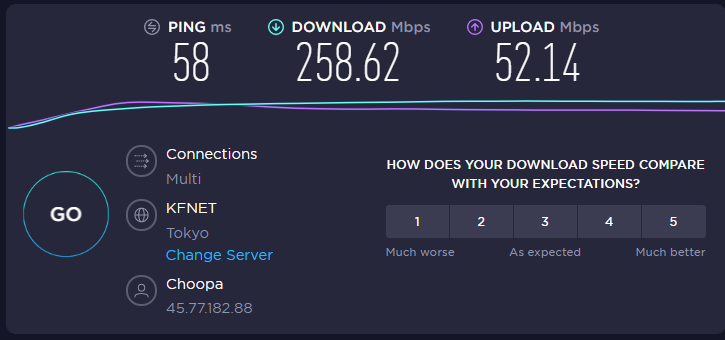 PING ms
DOWNLOAD Mbps
UPLOAD Mbps
58
258.62
52.14
GO
Connections
Multi
KFNET
Tokyo
Change Server
Choopa
45.77.182.88
HOW DOES YOUR DOWNLOAD SPEED COMPARE
WITH YOUR EXPECTATIONS?
1 2 3 4 5
Much worse As expected Much better